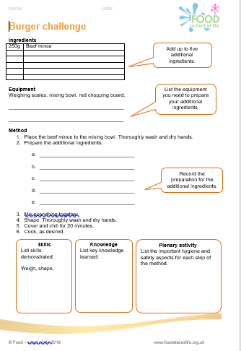 Name: Date:
FOOD
a fact of life
Burger challenge
Ingredients
250g Beef mince
Add up to five
additional
ingredients.
Equipment
Weighing scales, mixing bowl, red chopping board,
List the equipment
you need to prepare
your additional
ingredients.
Method
1. Place the beef mince to the mixing bowl. Thoroughly wash and dry hands.
2. Prepare the additional ingredients:
a.
b.
c.
d.
e.
Record the
preparation for the
additional ingredients.
3. Mix everything together.
4. Shape. Thoroughly wash and dry hands.
5. Cover and chill for 20 minutes.
6. Cook, as desired.
Skills
List skills
demonstrated:
Weigh, shape,
Knowledge
List key knowledge
learned:
Plenary activity
List the important hygiene and
safety aspects for each step of
the method.
© Food – 2019
www.foodafactoflife.org.uk